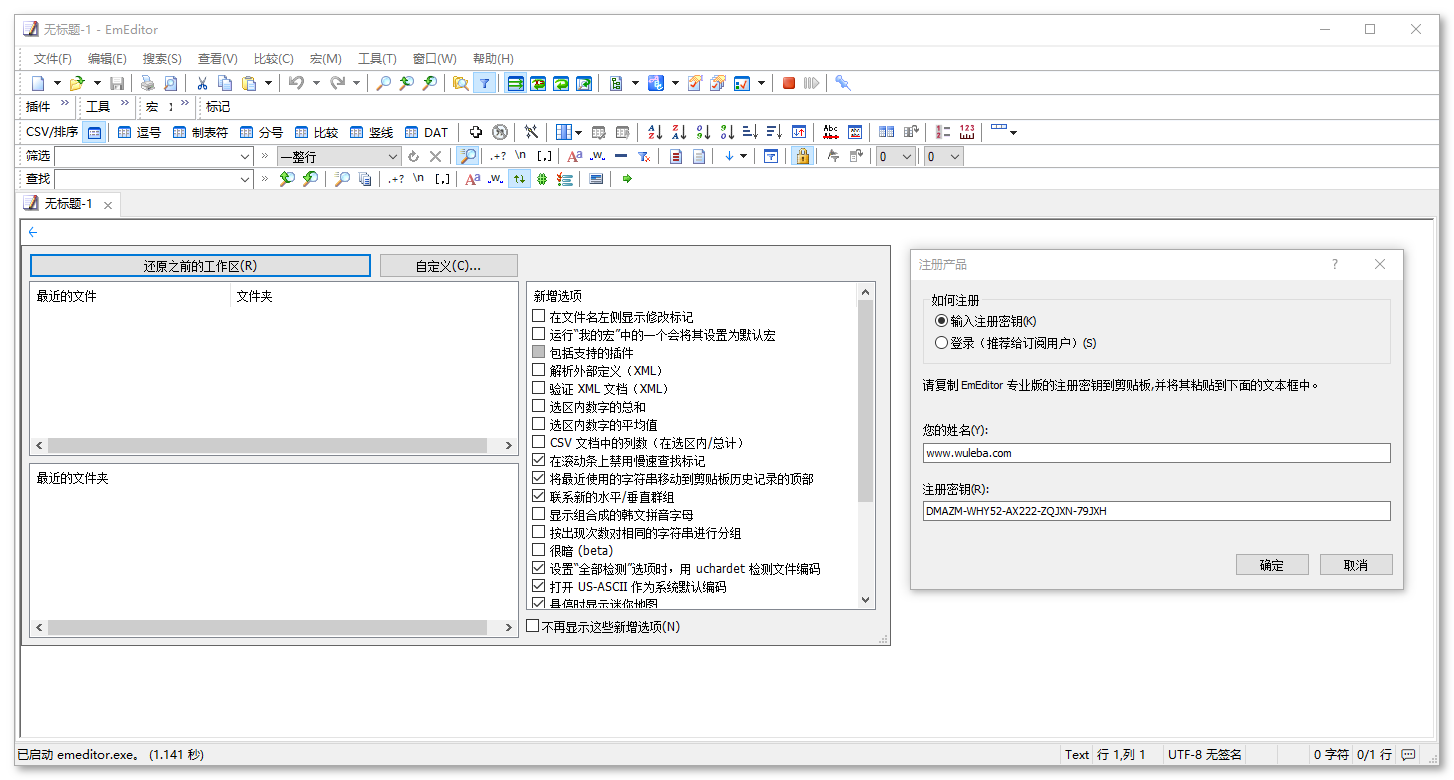 无标题-1 - EmEditor
文件(F) 编辑(E) 搜索(S) 查看(V) 比较(C) 宏(M) 工具(T) 窗口(W) 帮助(H)
插件 » 工具 » 宏 » 标记
CSV/排序 逗号 制表符 分号 比较 竖线 DAT
筛选 » 一整行 .+? \n [,] 0 0
查找 » .+? \n [,]
无标题-1
还原之前的工作区(R) 自定义(C)...
最近的文件 文件夹
最近的文件夹
新增选项
在文件名左侧显示修改标记
运行“我的宏”中的一个会将其设置为默认宏
包括支持的插件
解析外部定义（XML）
验证 XML 文档（XML）
选区内数字的总和
选区内数字的平均值
CSV 文档中的列数（在选区内/总计）
在滚动条上禁用慢速查找标记
将最近使用的字符串移动到剪贴板历史记录的顶部
联系新的水平/垂直群组
显示组合成的韩文拼音字母
按出现次数对相同的字符串进行分组
很暗 (beta)
设置“全部检测”选项时，用 uchardet 检测文件编码
打开 US-ASCII 作为系统默认编码
悬停时显示迷你地图
不再显示这些新增选项(N)
注册产品
如何注册
输入注册密钥(K)
登录（推荐给订阅用户）(S)
请复制 EmEditor 专业版的注册密钥到剪贴板,并将其粘贴到下面的文本框中。
您的姓名(Y):
www.wuleba.com
注册密钥(R):
DMAZM-WHY52-AX222-ZQJXN-79JXH
确定 取消
已启动 emeditor.exe。 (1.141 秒) Text 行 1,列 1 UTF-8 无签名 0 字符 0/1 行